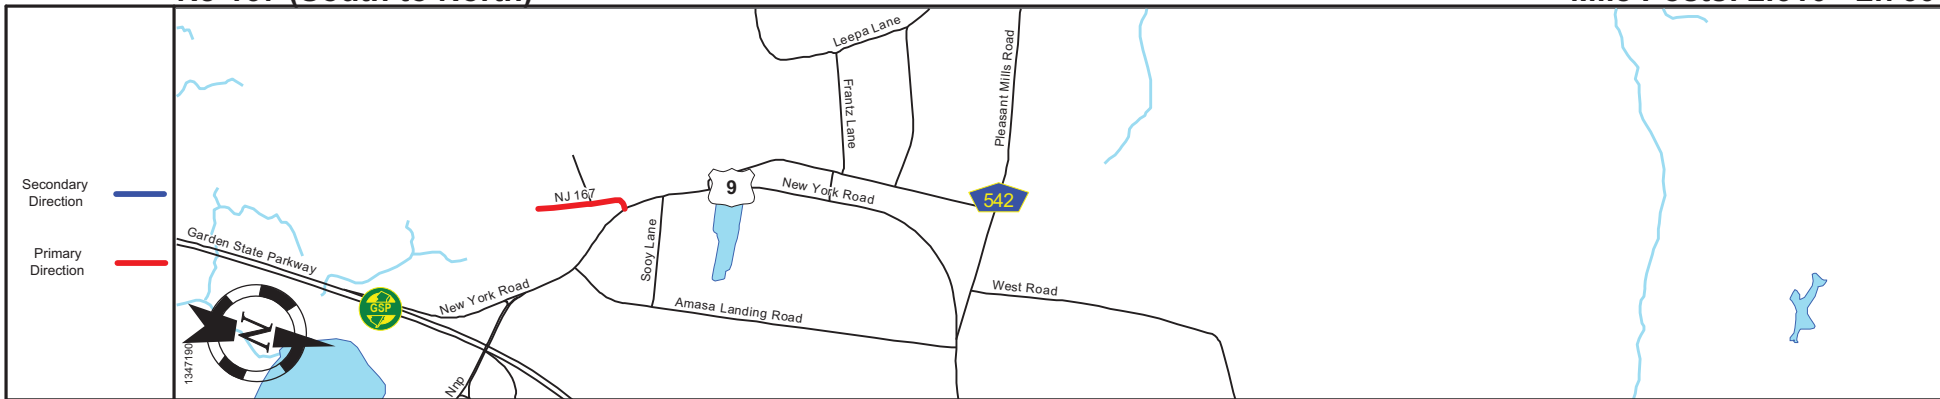 Secondary
Direction
Primary
Direction
Leepa Lane
Frantz Lane
Pleasant Mills Road
NJ 167
9
New York Road
542
Sooy Lane
Garden State Parkway
GSP
New York Road
Amasa Landing Road
West Road
N
1347190
Nnp